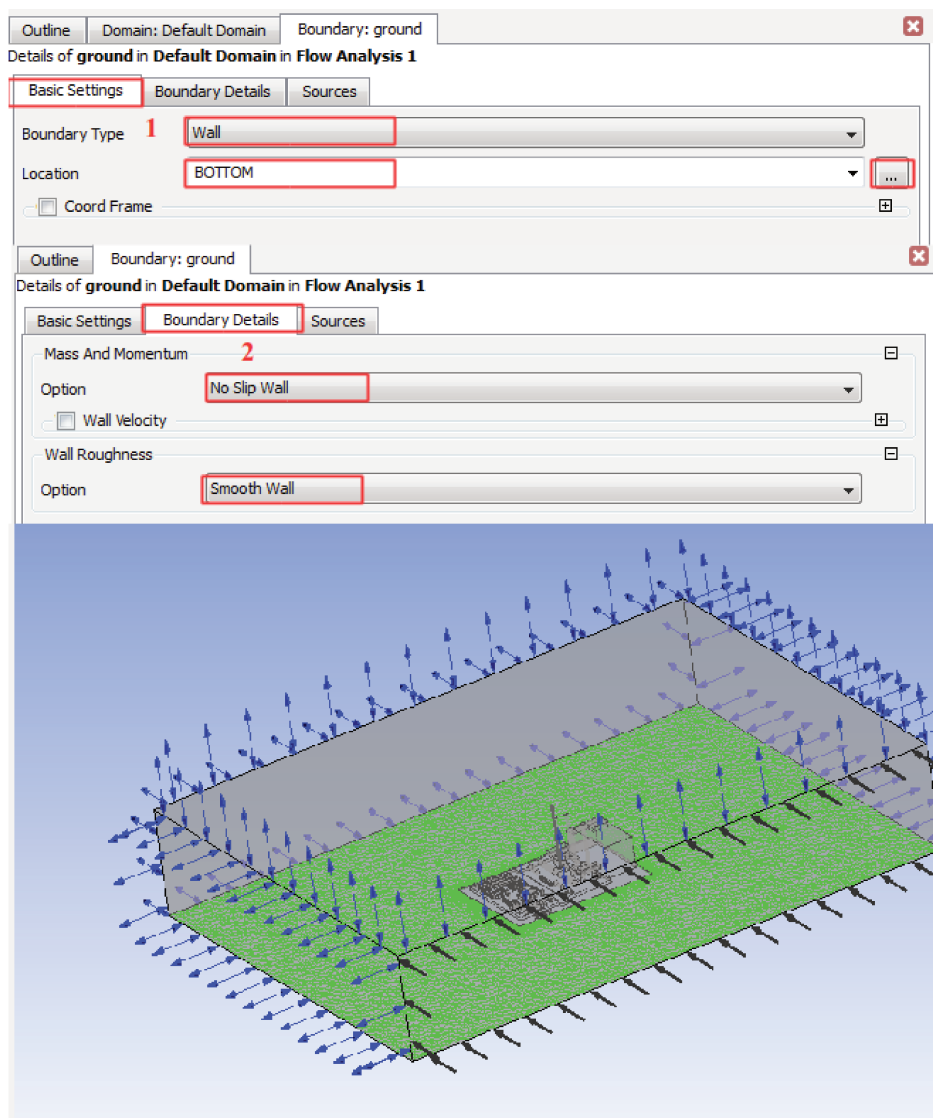 Outline Domain: Default Domain Boundary: ground
Details of ground in Default Domain in Flow Analysis 1
Basic Settings Boundary Details Sources
Boundary Type 1 Wall
Location BOTTOM ...
Coord Frame
Outline Boundary: ground
Details of ground in Default Domain in Flow Analysis 1
Basic Settings Boundary Details Sources
Mass And Momentum 2
Option No Slip Wall
Wall Velocity
Wall Roughness
Option Smooth Wall